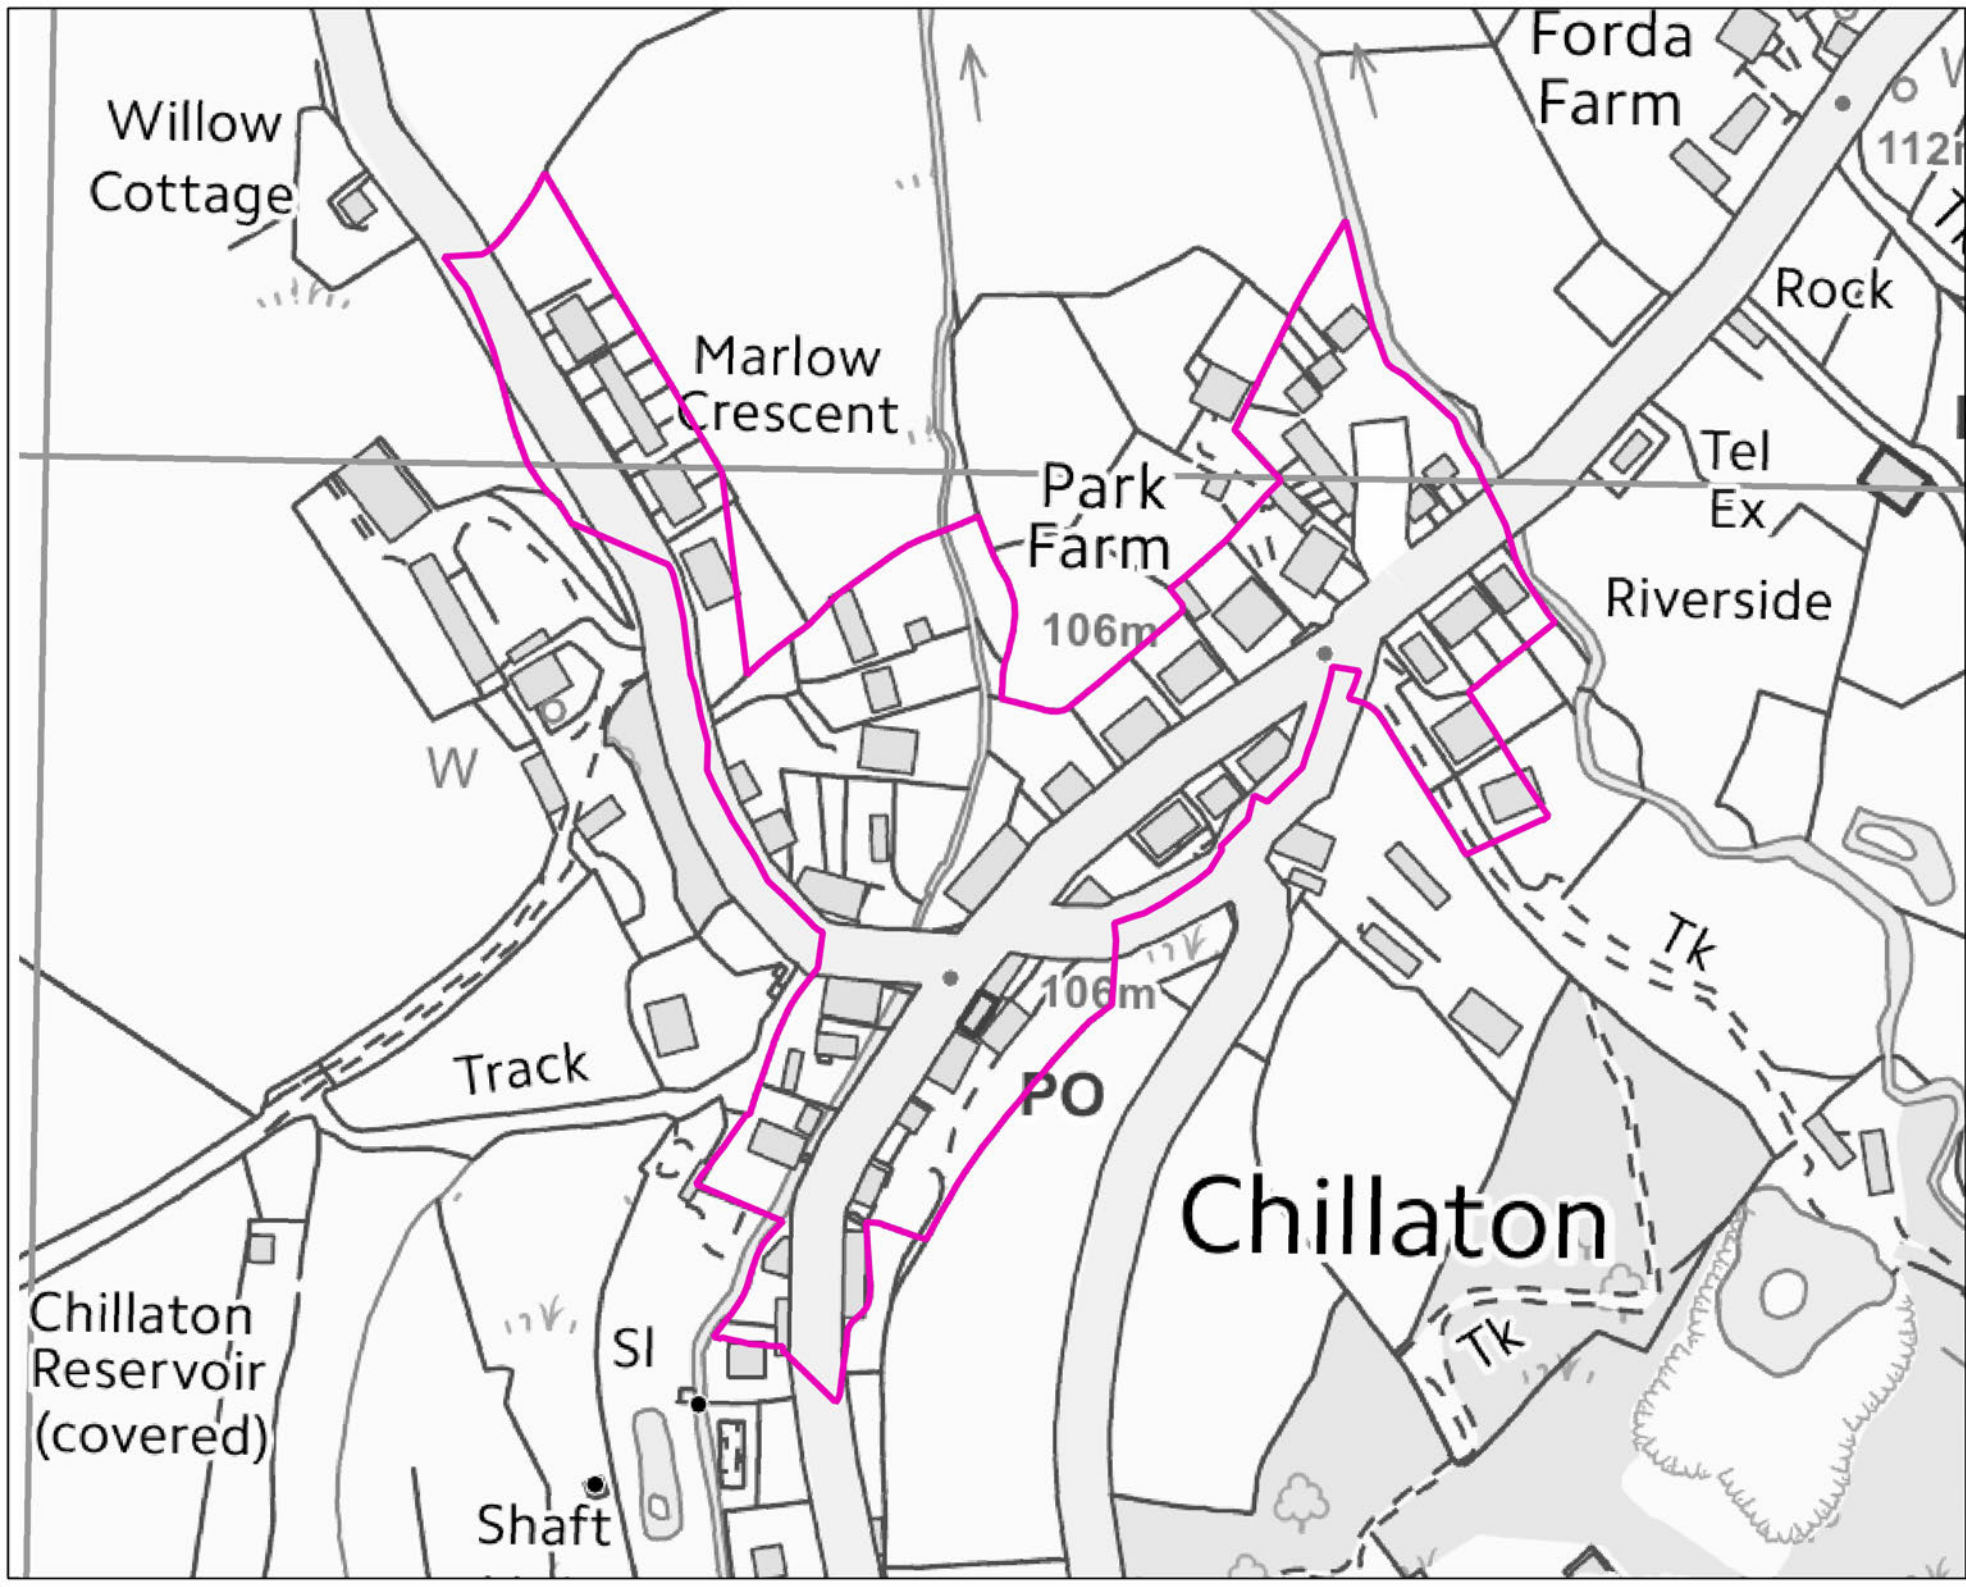 Forda
Farm
Willow
Cottage
112
Rock
Marlow
Crescent
Tel
Ex
Park
Farm
Riverside
106m
W
Tk
106m
Track
PO
Chillaton
Chillaton
Reservoir
(covered)
Sl
Tk
Shaft